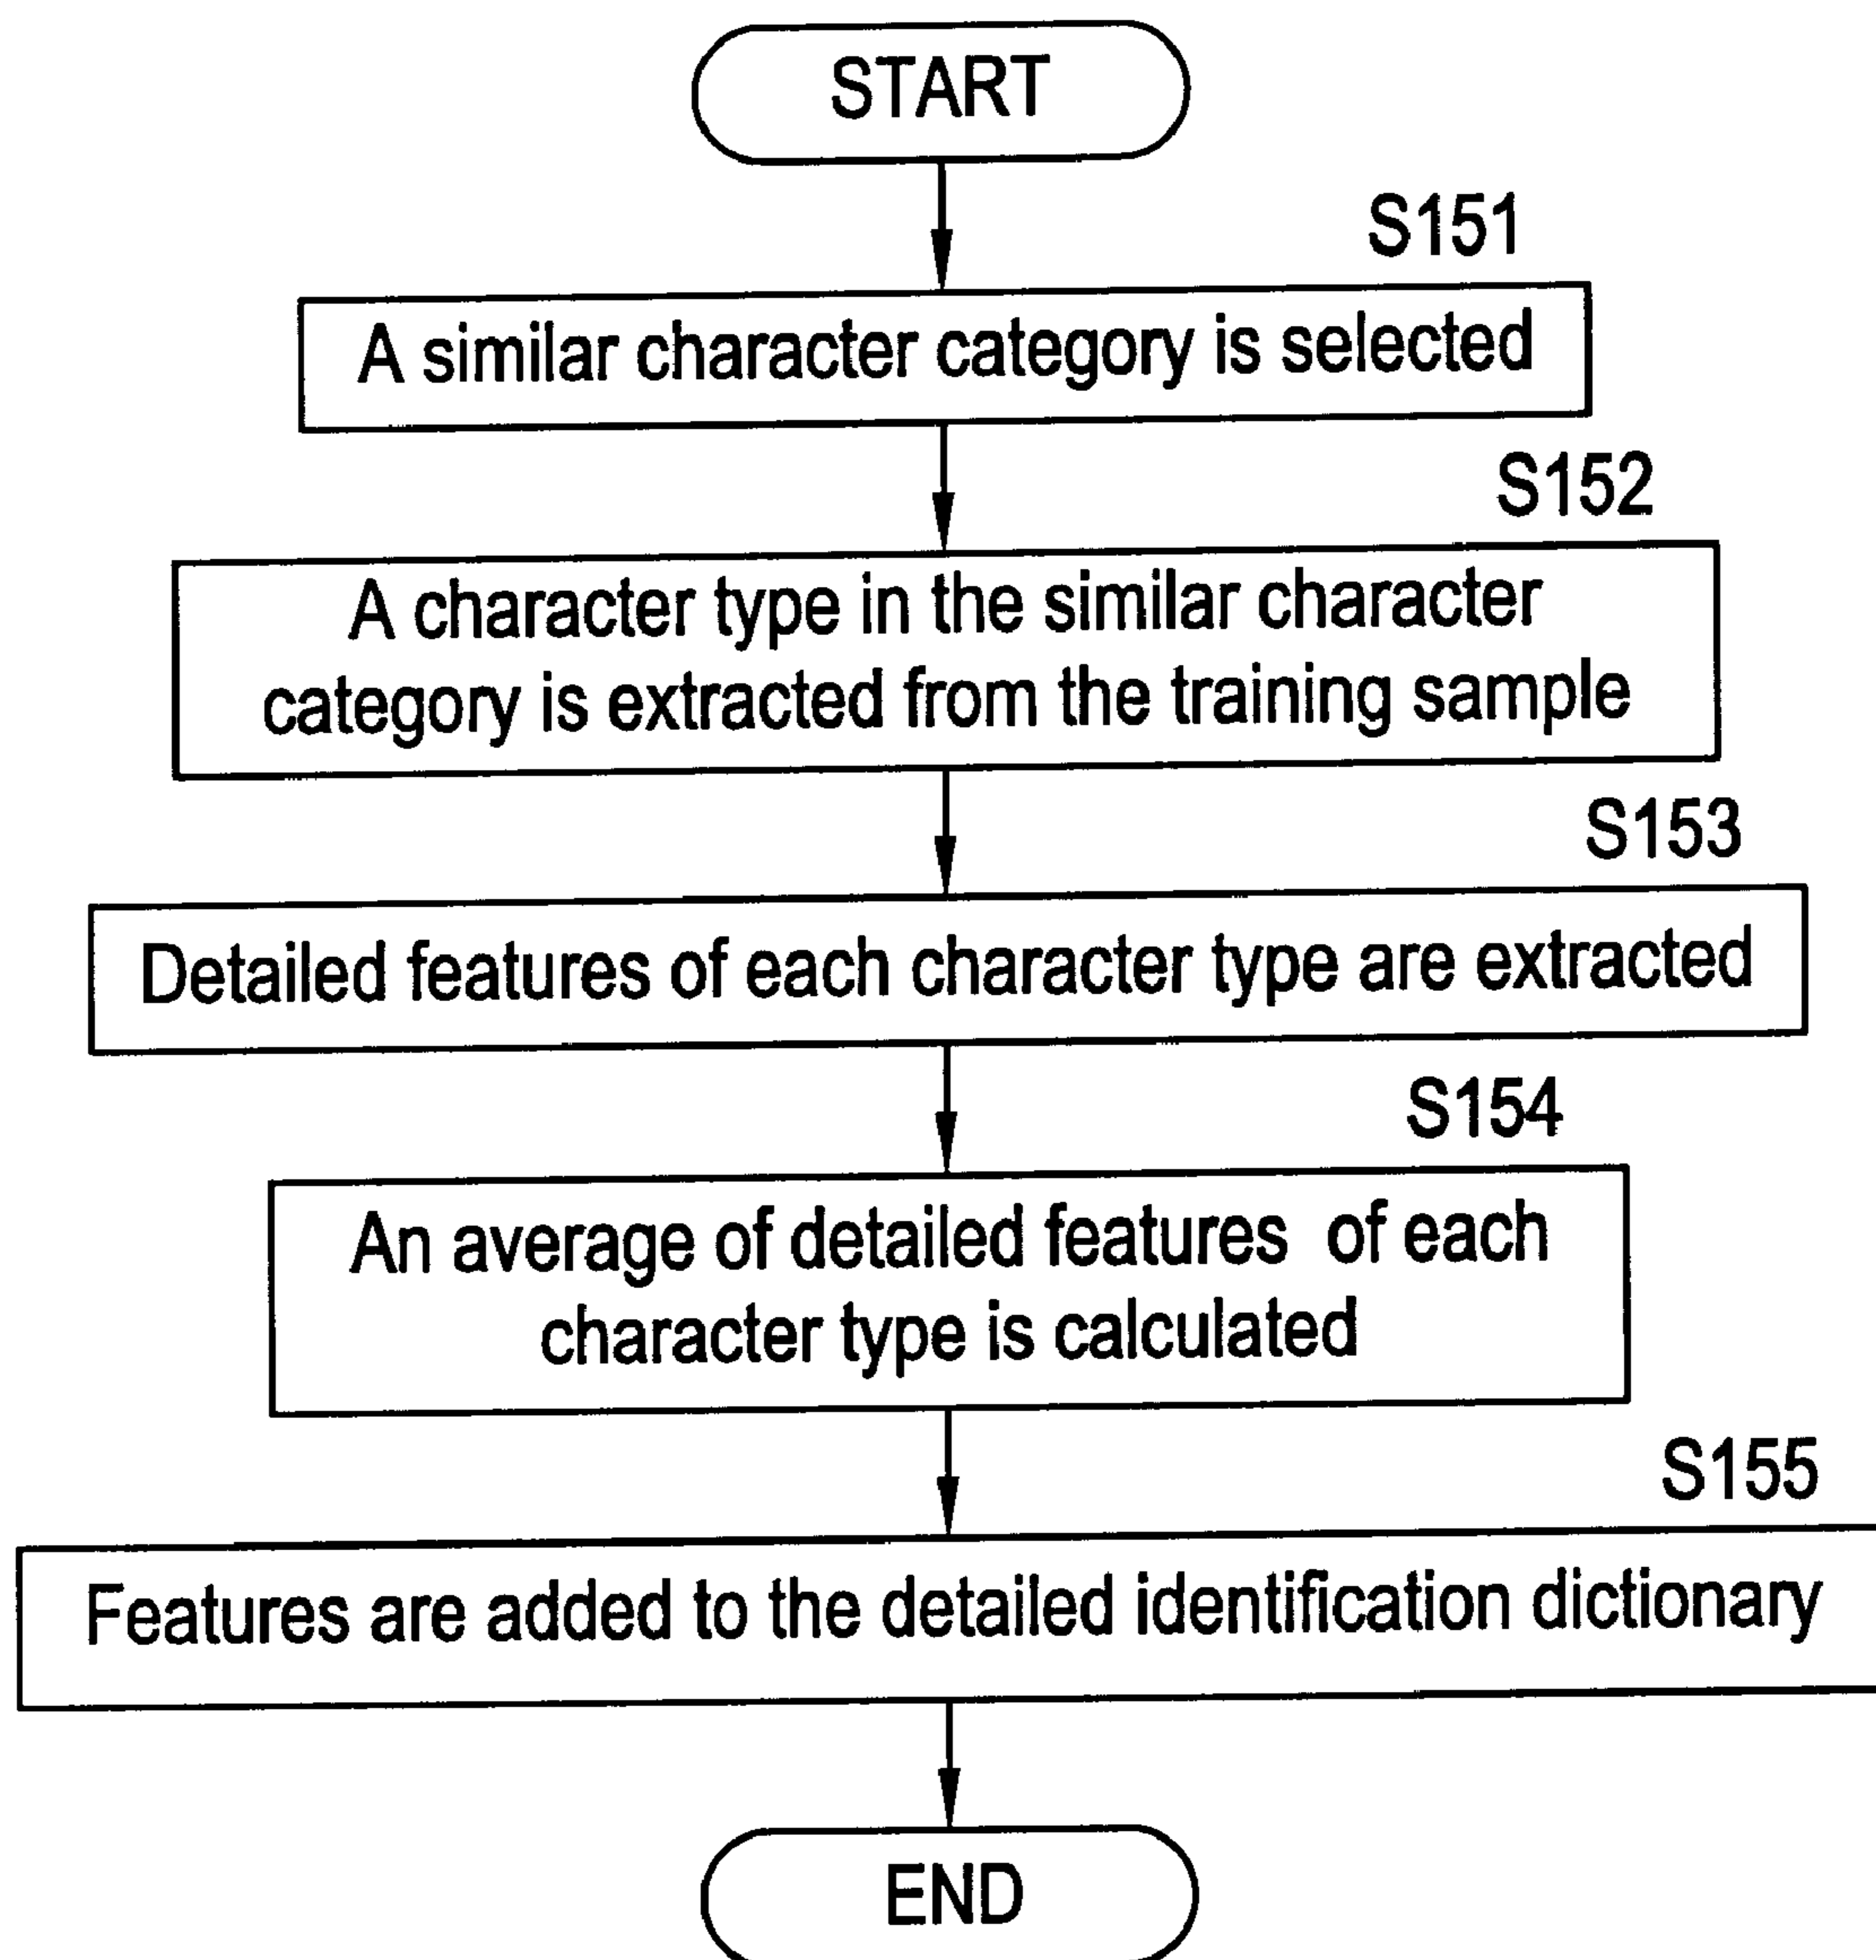 START
S151
A similar character category is selected
S152
A character type in the similar character
category is extracted from the training sample
S153
Detailed features of each character type are extracted
S154
An average of detailed features of each
character type is calculated
S155
Features are added to the detailed identification dictionary
END